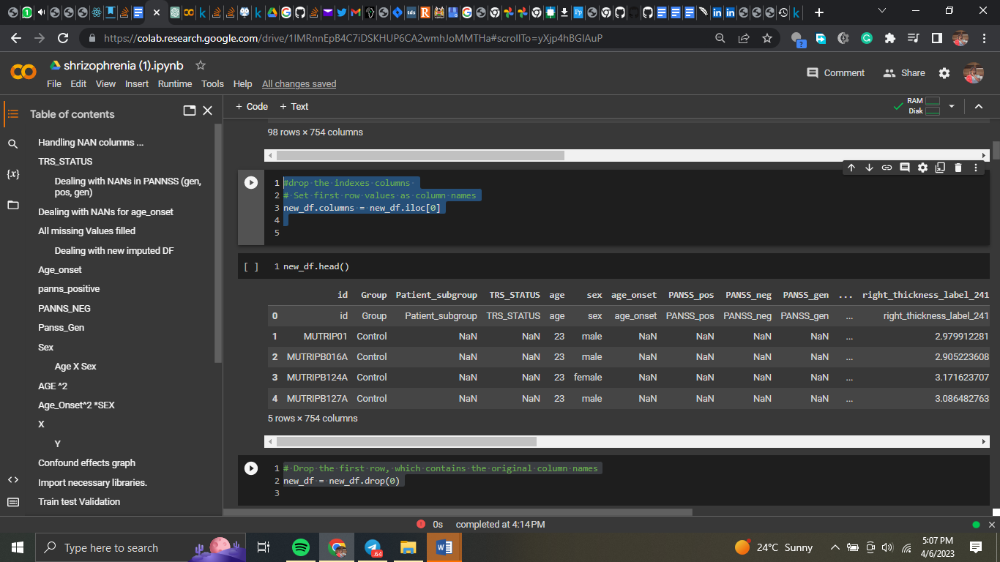 https://colab.research.google.com/drive/1IMRnnEpB4C7iDSKHUP6CA2wmhJoMMTHa#scrollTo=yXjp4hBGIAuP
shrizophrenia (1).ipynb
File Edit View Insert Runtime Tools Help All changes saved
Comment Share
Table of contents
+ Code + Text
RAM
Disk
Handling NAN columns ...
TRS_STATUS
Dealing with NANs in PANNSS (gen,
pos, gen)
Dealing with NANs for age_onset
All missing Values filled
Dealing with new imputed DF
Age_onset
panns_positive
PANNS_NEG
Panss_Gen
Sex
Age X Sex
AGE ^2
Age_Onset^2 *SEX
X
Y
Confound effects graph
Import necessary libraries.
Train test Validation
98 rows × 754 columns
1 #drop the indexes columns
2 # Set first row values as column names
3 new_df.columns = new_df.iloc[0]
4
5
[ ] 1 new_df.head()
id Group Patient_subgroup TRS_STATUS age sex age_onset PANSS_pos PANSS_neg PANSS_gen ... right_thickness_label_241
0 id Group Patient_subgroup TRS_STATUS age sex age_onset PANSS_pos PANSS_neg PANSS_gen ... right_thickness_label_241
1 MUTRIP01 Control NaN NaN 23 male NaN NaN NaN NaN ... 2.979912281
2 MUTRIPB016A Control NaN NaN 23 male NaN NaN NaN NaN ... 2.905223608
3 MUTRIPB124A Control NaN NaN 23 female NaN NaN NaN NaN ... 3.171623707
4 MUTRIPB127A Control NaN NaN 23 male NaN NaN NaN NaN ... 3.086482763
5 rows × 754 columns
1 # Drop the first row, which contains the original column names
2 new_df = new_df.drop(0)
3
0s completed at 4:14 PM
Type here to search
.64
24°C Sunny
5:07 PM
4/6/2023